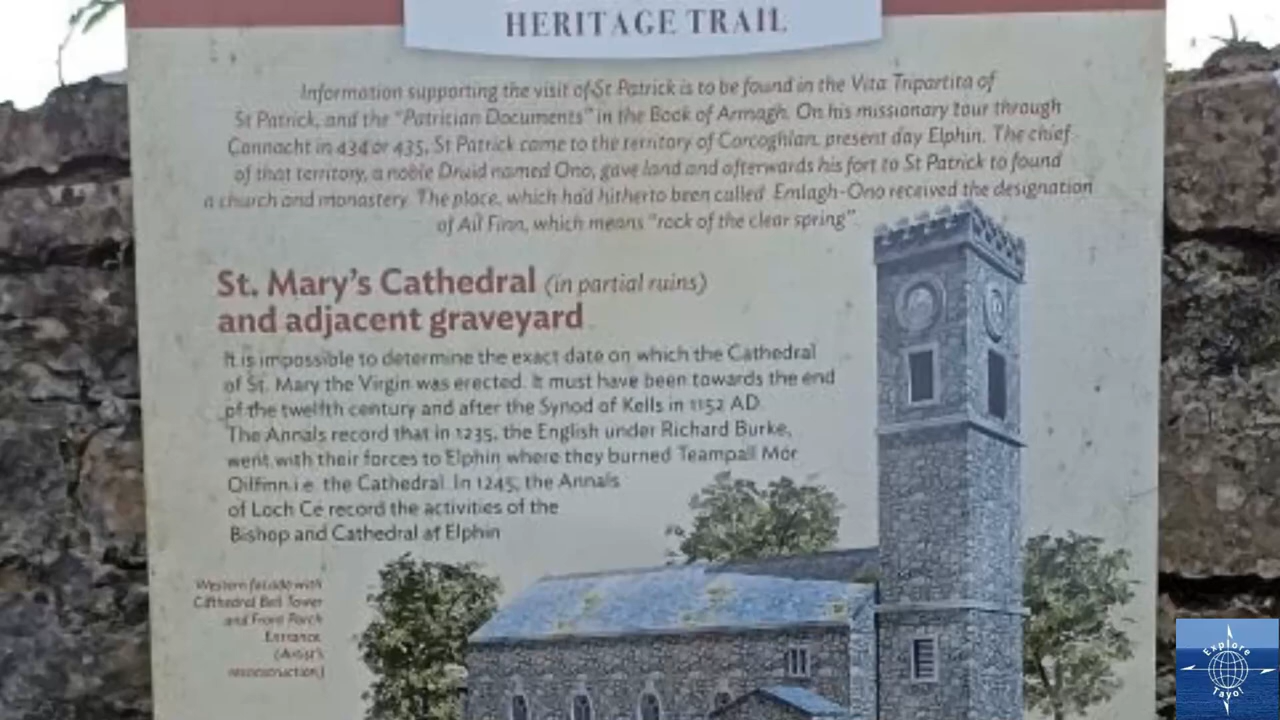 HERITAGE TRAIL
Information supporting the visit of St Patrick is to be found in the Vita Tripartita of
St Patrick, and the "Patrician Documents" in the Book of Armagh. On his missionary tour through
Connacht in 434 or 435, St Patrick came to the territory of Corcoghlan, present day Elphin. The chief
of that territory, a noble Druid named Ono, gave land and afterwards his fort to St Patrick to found
a church and monastery. The place, which had hitherto been called Emlagh-Ono received the designation
of Ail Finn, which means "rock of the clear spring".
St. Mary's Cathedral (in partial ruins)
and adjacent graveyard
It is impossible to determine the exact date on which the Cathedral
of St. Mary the Virgin was erected. It must have been towards the end
of the twelfth century and after the Synod of Kells in 1152 AD.
The Annals record that in 1235, the English under Richard Burke,
went with their forces to Elphin where they burned Teampall Mór
Oilfinn i.e. the Cathedral. In 1245, the Annals
of Loch Cé record the activities of the
Bishop and Cathedral at Elphin
Western facade with
Cathedral Bell Tower
and Front Porch
Entrance.
(Artist's
reconstruction)
Explore
Tayo!